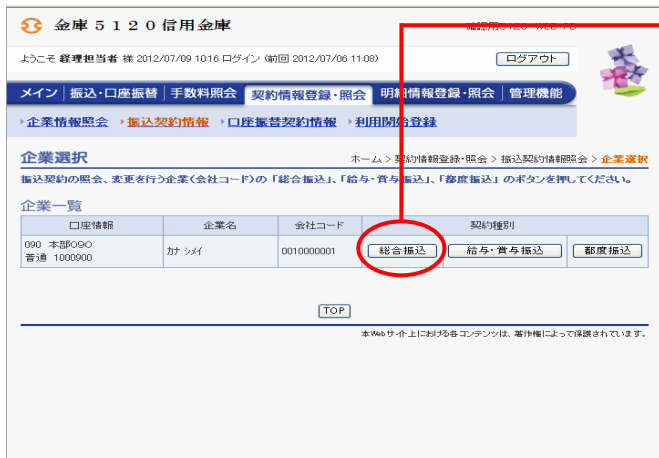 金庫5120信用金庫
確認用5120 WEB-FB
ようこそ 経理担当者 様 2012/07/09 10:16 ログイン (前回 2012/07/06 11:08)
ログアウト
メイン 振込・口座振替 手数料照会 契約情報登録・照会 明細情報登録・照会 管理機能
企業情報照会 振込契約情報 口座振替契約情報 利用開始登録
企業選択
ホーム > 契約情報登録・照会 > 振込契約情報照会 > 企業選択
振込契約の照会、変更を行う企業(会社コード)の「総合振込」、「給与・賞与振込」、「都度振込」のボタンを押してください。
企業一覧
口座情報 企業名 会社コード 契約種別
090 本部090
普通 1000900
カナ シメイ 0010000001 総合振込 給与・賞与振込 都度振込
TOP
本Webサイト上における各コンテンツは、著作権によって保護されています。